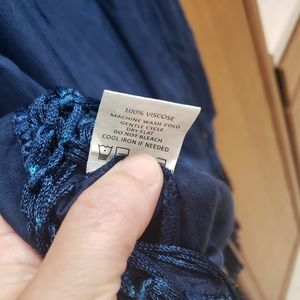 100% VISCOSE
MACHINE WASH COLD
GENTLE CYCLE
DRY FLAT
DO NOT BLEACH
COOL IRON IF NEEDED